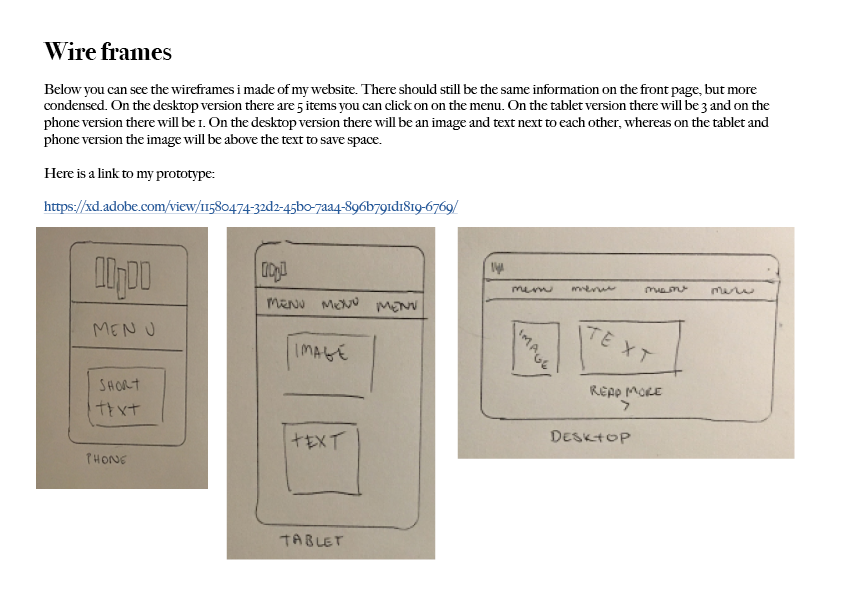 Wire frames
Below you can see the wireframes i made of my website. There should still be the same information on the front page, but more
condensed. On the desktop version there are 5 items you can click on on the menu. On the tablet version there will be 3 and on the
phone version there will be 1. On the desktop version there will be an image and text next to each other, whereas on the tablet and
phone version the image will be above the text to save space.
Here is a link to my prototype:
https://xd.adobe.com/view/11580474-32d2-45b0-7aa4-896b791d1819-6769/
MENU
SHORT
TEXT
PHONE
MENU MENU MENU
IMAGE
TEXT
TABLET
menu menu menu menu
IMAGE
TEXT
READ MORE
>
DESKTOP